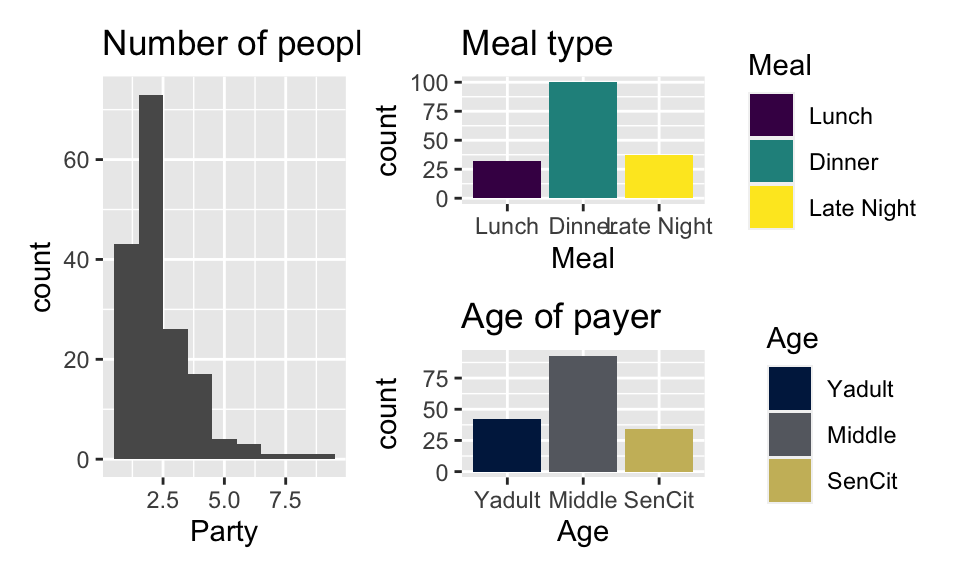 Number of peopl
count
60
40
20
0
2.5 5.0 7.5
Party
Meal type
count
100
75
50
25
0
Lunch Dinner Late Night
Meal
Meal
Lunch
Dinner
Late Night
Age of payer
count
75
50
25
0
Yadult Middle SenCit
Age
Age
Yadult
Middle
SenCit